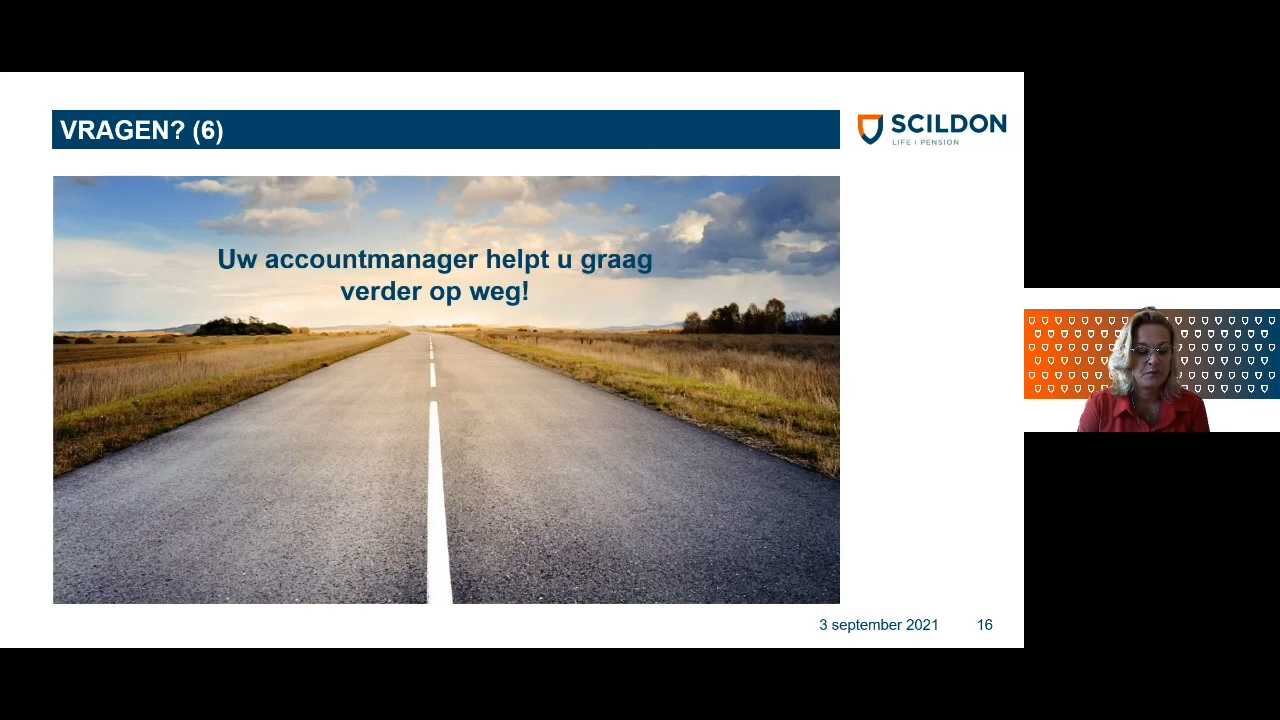 VRAGEN? (6)
SCILDON
LIFE | PENSION
Uw accountmanager helpt u graag
verder op weg!
3 september 2021 16